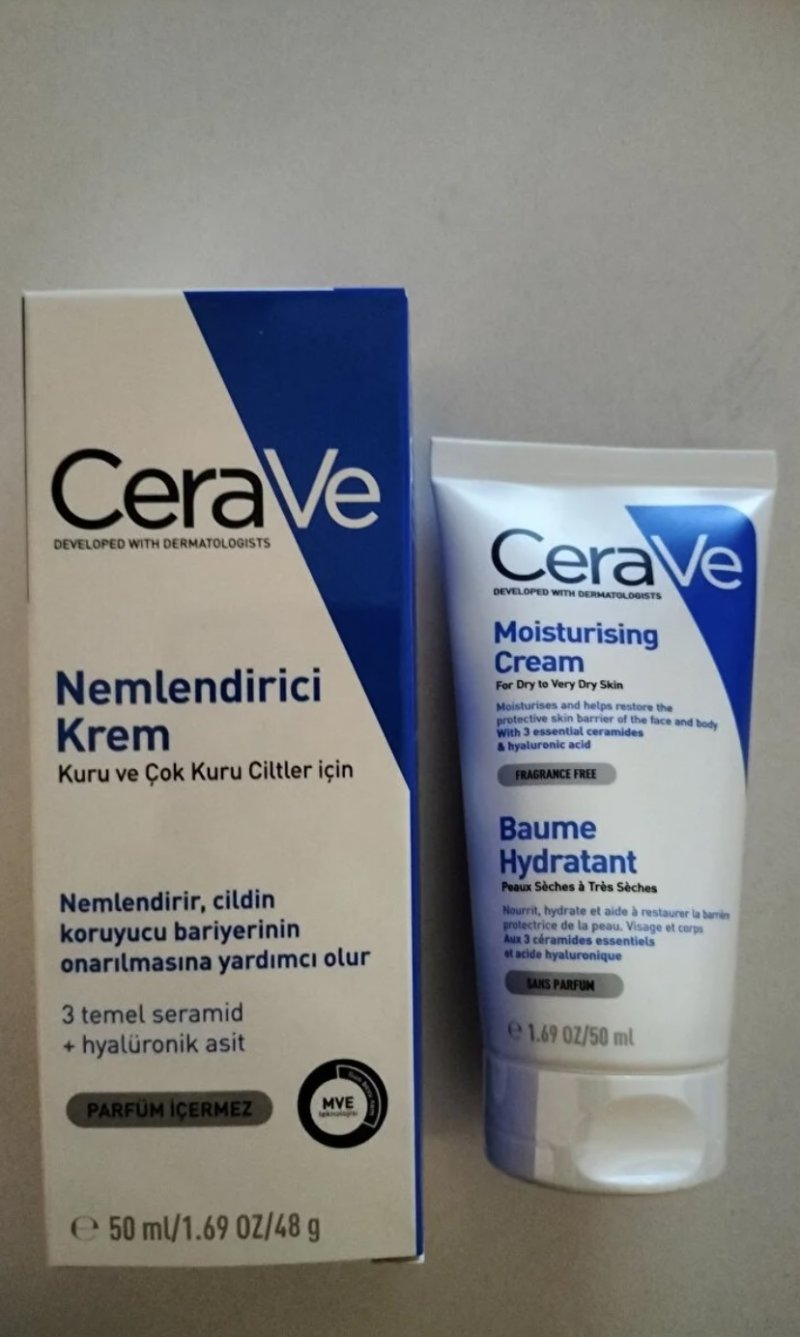 CeraVe
DEVELOPED WITH DERMATOLOGISTS
Nemlendirici
Krem
Kuru ve Çok Kuru Ciltler için
Nemlendirir, cildin
koruyucu bariyerinin
onarılmasına yardımcı olur
3 temel seramid
+ hyalüronik asit
PARFÜM İÇERMEZ
MVE
teknolojisi
℮ 50 ml/1.69 OZ/48 g
CeraVe
DEVELOPED WITH DERMATOLOGISTS
Moisturising
Cream
For Dry to Very Dry Skin
Moisturises and helps restore the
protective skin barrier of the face and body
With 3 essential ceramides
& hyaluronic acid
FRAGRANCE FREE
Baume
Hydratant
Peaux Sèches à Très Sèches
Nourrit, hydrate et aide à restaurer la barrière
protectrice de la peau. Visage et corps
Aux 3 céramides essentiels
et acide hyaluronique
SANS PARFUM
℮ 1.69 OZ/50 ml